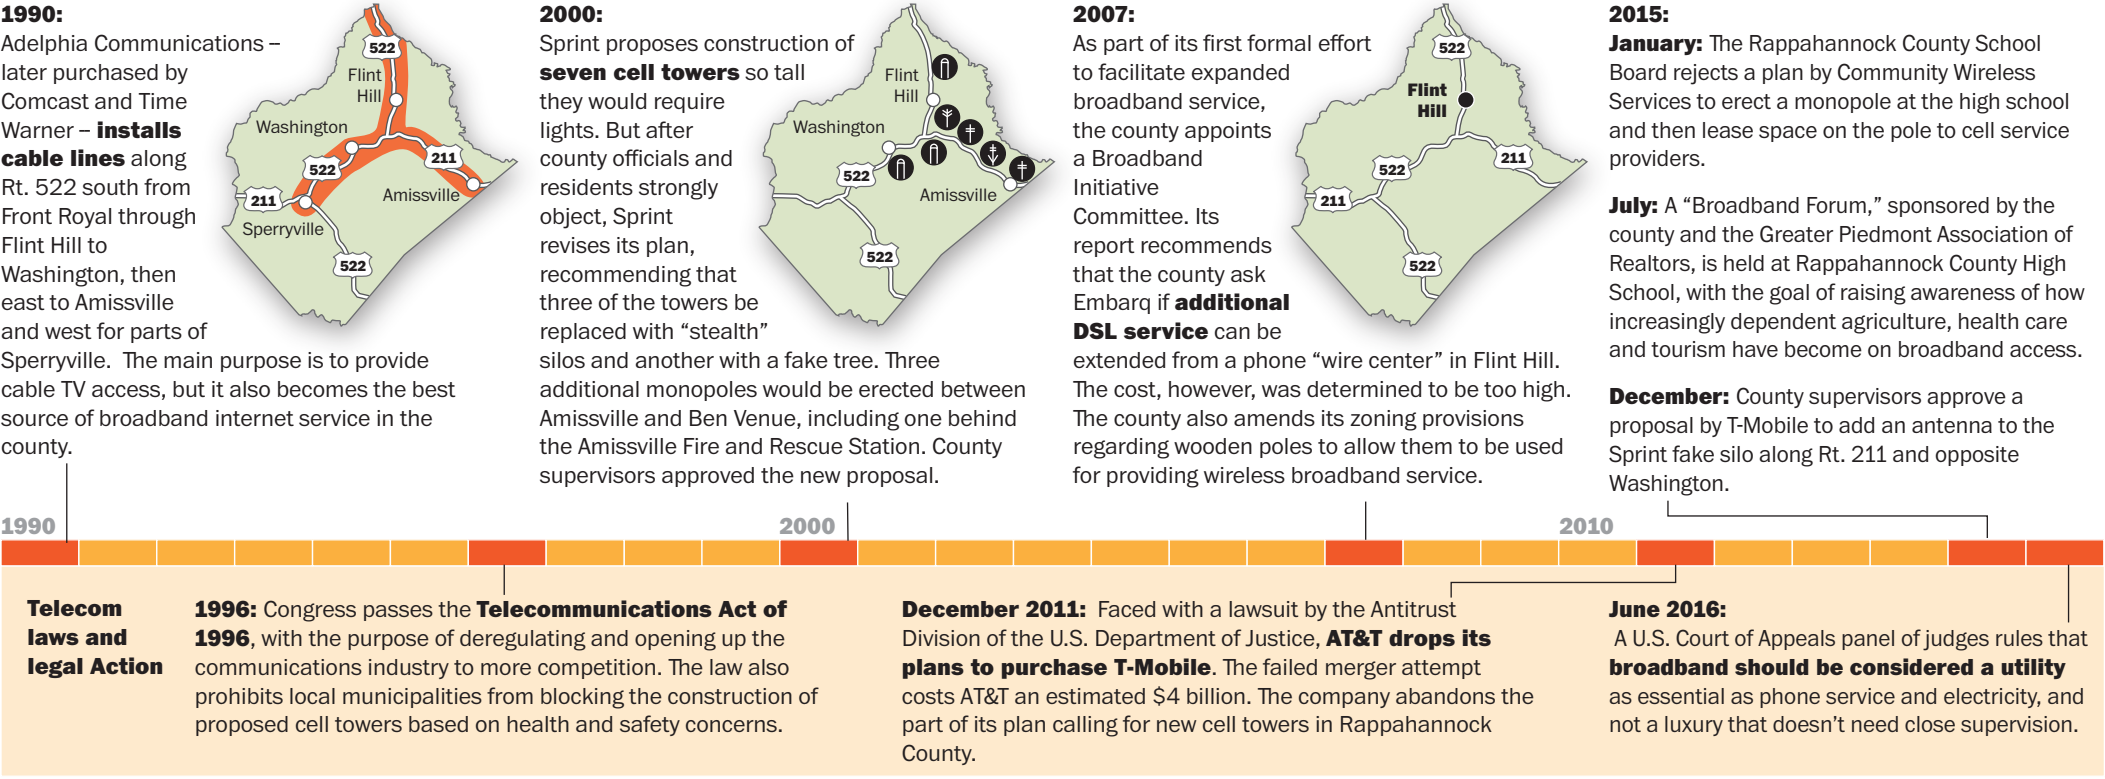 1990:
Adelphia Communications –
later purchased by
Comcast and Time
Warner – installs
cable lines along
Rt. 522 south from
Front Royal through
Flint Hill to
Washington, then
east to Amissville
and west for parts of
Sperryville.  The main purpose is to provide
cable TV access, but it also becomes the best
source of broadband internet service in the
county.
522
Flint
Hill
Washington
522
211
211
Amissville
Sperryville
522
2000:
Sprint proposes construction of
seven cell towers so tall
they would require
lights. But after
county officials and
residents strongly
object, Sprint
revises its plan,
recommending that
three of the towers be
replaced with “stealth”
silos and another with a fake tree. Three
additional monopoles would be erected between
Amissville and Ben Venue, including one behind
the Amissville Fire and Rescue Station. County
supervisors approved the new proposal.
Flint
Hill
Washington
522
Amissville
522
2007:
As part of its first formal effort
to facilitate expanded
broadband service,
the county appoints
a Broadband
Initiative
Committee. Its
report recommends
that the county ask
Embarq if additional
DSL service can be
extended from a phone “wire center” in Flint Hill.
The cost, however, was determined to be too high.
The county also amends its zoning provisions
regarding wooden poles to allow them to be used
for providing wireless broadband service.
522
Flint
Hill
522
211
211
522
2015:
January: The Rappahannock County School
Board rejects a plan by Community Wireless
Services to erect a monopole at the high school
and then lease space on the pole to cell service
providers.
July: A “Broadband Forum,” sponsored by the
county and the Greater Piedmont Association of
Realtors, is held at Rappahannock County High
School, with the goal of raising awareness of how
increasingly dependent agriculture, health care
and tourism have become on broadband access.
December: County supervisors approve a
proposal by T-Mobile to add an antenna to the
Sprint fake silo along Rt. 211 and opposite
Washington.
1990
2000
2010
Telecom
laws and
legal Action
1996: Congress passes the Telecommunications Act of
1996, with the purpose of deregulating and opening up the
communications industry to more competition. The law also
prohibits local municipalities from blocking the construction of
proposed cell towers based on health and safety concerns.
December 2011:  Faced with a lawsuit by the Antitrust
Division of the U.S. Department of Justice, AT&T drops its
plans to purchase T-Mobile. The failed merger attempt
costs AT&T an estimated $4 billion. The company abandons the
part of its plan calling for new cell towers in Rappahannock
County.
June 2016:
A U.S. Court of Appeals panel of judges rules that
broadband should be considered a utility
as essential as phone service and electricity, and
not a luxury that doesn’t need close supervision.